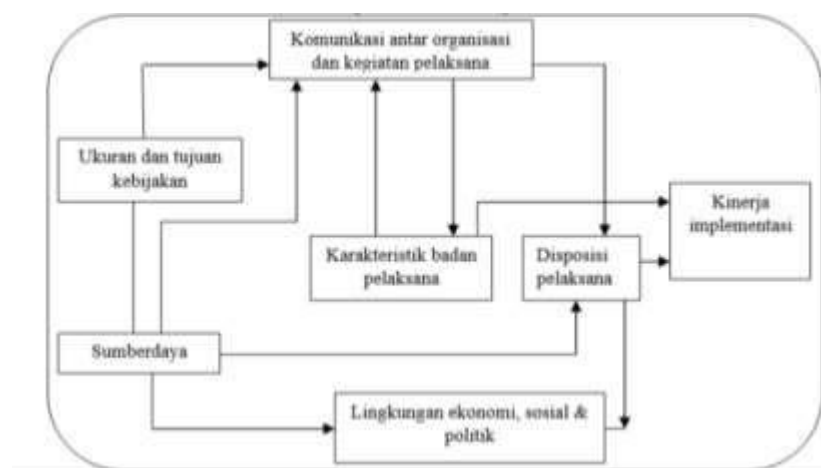 Komunikasi antar organisasi
dan kegiatan pelaksana
Ukuran dan tujuan
kebijakan
Kinerja
implementasi
Karakteristik badan
pelaksana
Disposisi
pelaksana
Sumberdaya
Lingkungan ekonomi, sosial &
politik